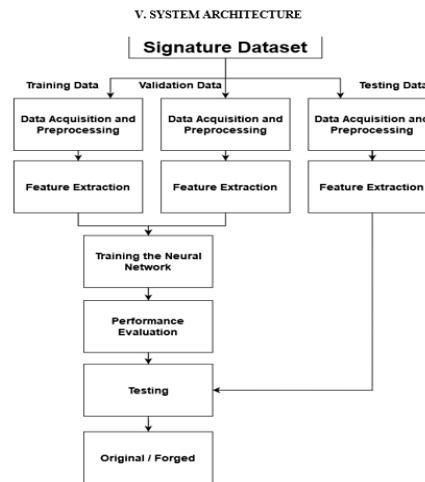 V. SYSTEM ARCHITECTURE
Signature Dataset
Training Data
Validation Data
Testing Data
Data Acquisition and
Preprocessing
Data Acquisition and
Preprocessing
Data Acquisition and
Preprocessing
Feature Extraction
Feature Extraction
Feature Extraction
Training the Neural
Network
Performance
Evaluation
Testing
Original / Forged